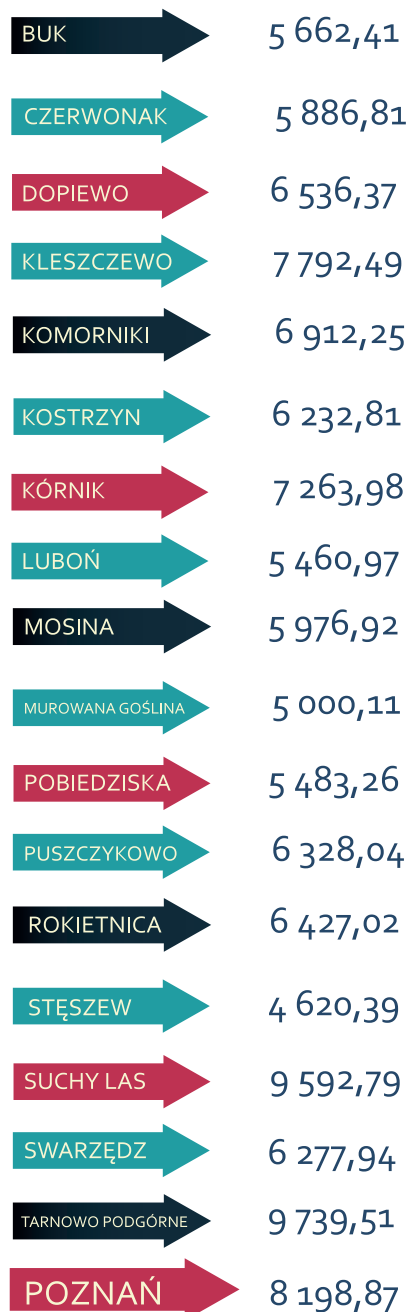 BUK 5 662,41
CZERWONAK 5 886,81
DOPIEWO 6 536,37
KLESZCZEWO 7 792,49
KOMORNIKI 6 912,25
KOSTRZYN 6 232,81
KÓRNIK 7 263,98
LUBOŃ 5 460,97
MOSINA 5 976,92
MUROWANA GOŚLINA 5 000,11
POBIEDZISKA 5 483,26
PUSZCZYKOWO 6 328,04
ROKIETNICA 6 427,02
STĘSZEW 4 620,39
SUCHY LAS 9 592,79
SWARZĘDZ 6 277,94
TARNOWO PODGÓRNE 9 739,51
POZNAŃ 8 198,87